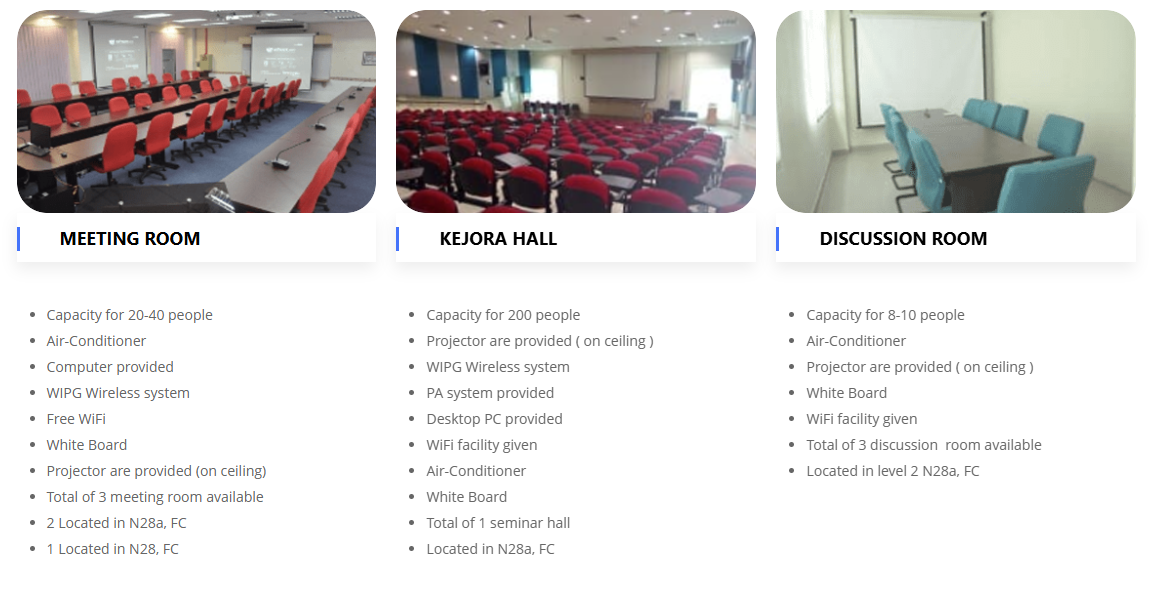 MEETING ROOM
Capacity for 20-40 people
Air-Conditioner
Computer provided
WIPG Wireless system
Free WiFi
White Board
Projector are provided (on ceiling)
Total of 3 meeting room available
2 Located in N28a, FC
1 Located in N28, FC
KEJORA HALL
Capacity for 200 people
Projector are provided ( on ceiling )
WIPG Wireless system
PA system provided
Desktop PC provided
WiFi facility given
Air-Conditioner
White Board
Total of 1 seminar hall
Located in N28a, FC
DISCUSSION ROOM
Capacity for 8-10 people
Air-Conditioner
Projector are provided ( on ceiling )
White Board
WiFi facility given
Total of 3 discussion  room available
Located in level 2 N28a, FC